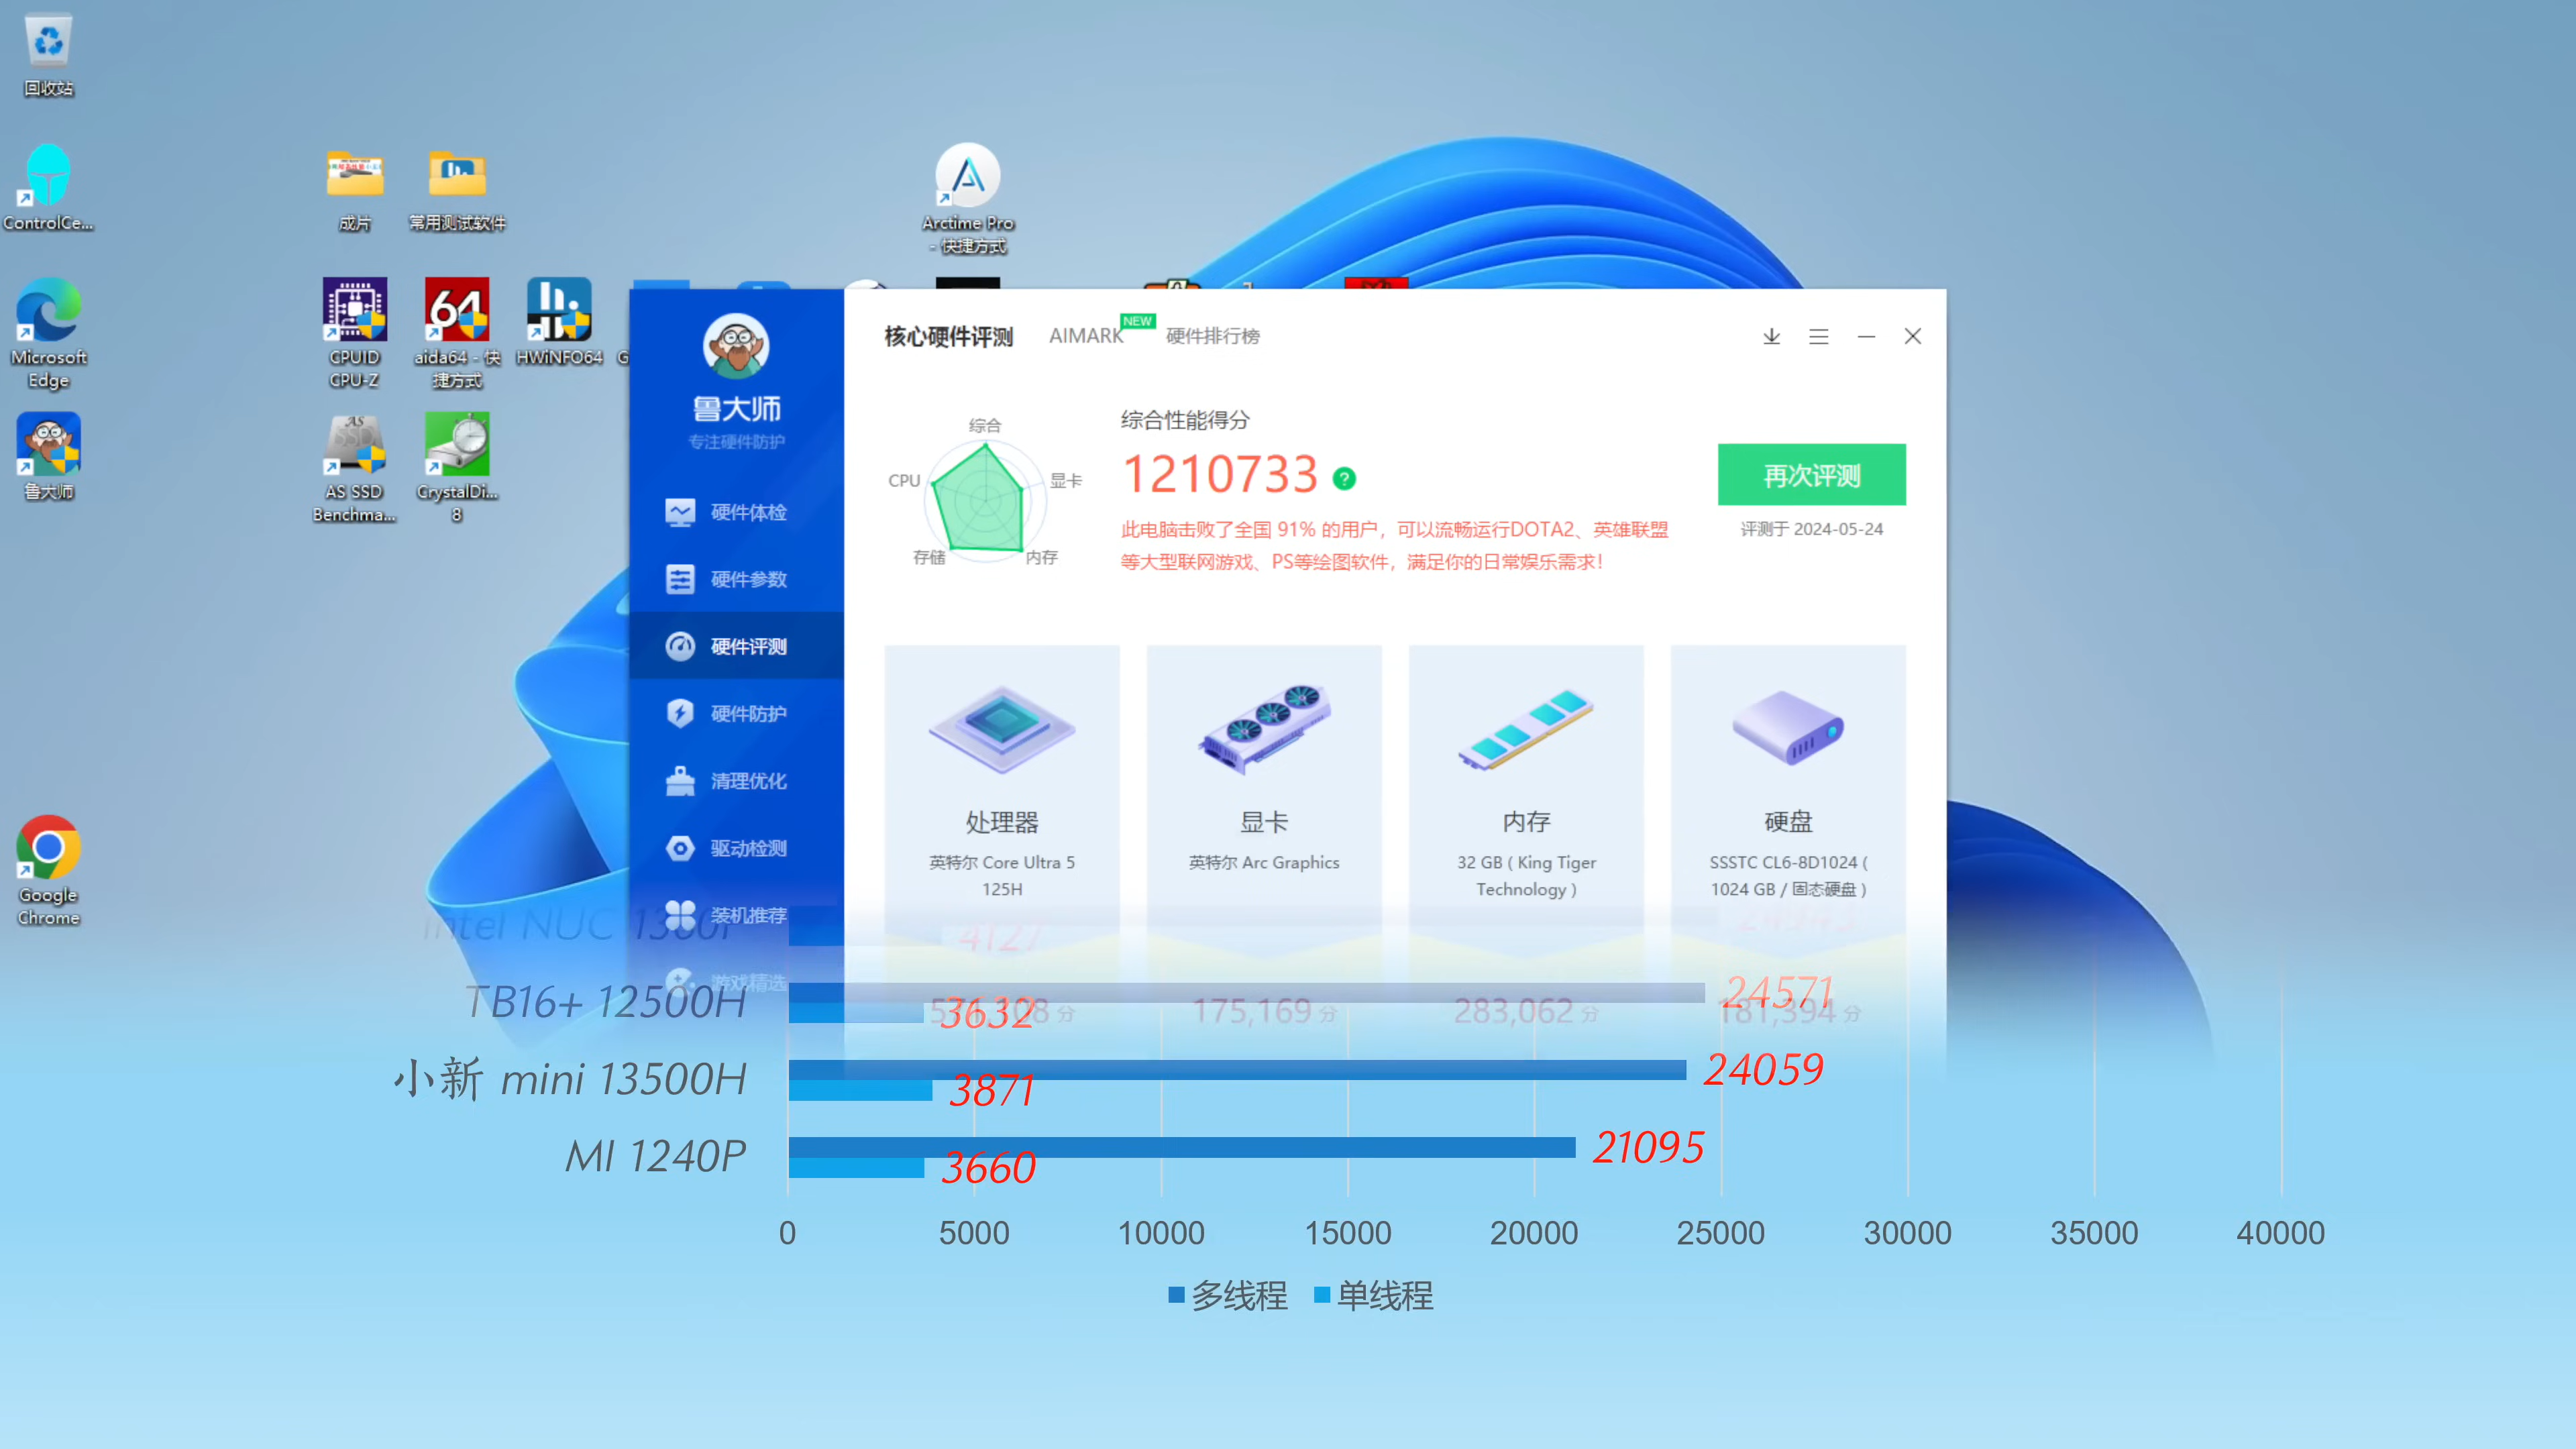 回收站
ControlCe...
成片
常用测试软件
Arctime Pro
- 快捷方式
Microsoft
Edge
CPUID
CPU-Z
aida64 - 快
捷方式
HWiNFO64
G
鲁大师
AS SSD
Benchma...
CrystalDi...
8
Google
Chrome
鲁大师
专注硬件防护
硬件体检
硬件参数
硬件评测
硬件防护
清理优化
驱动检测
装机推荐
游戏精选
核心硬件评测
AIMARK
NEW
硬件排行榜
综合
CPU
显卡
存储
内存
综合性能得分
1210733
此电脑击败了全国 91% 的用户，可以流畅运行DOTA2、英雄联盟
等大型联网游戏、PS等绘图软件，满足你的日常娱乐需求！
再次评测
评测于 2024-05-24
处理器
英特尔 Core Ultra 5
125H
显卡
英特尔 Arc Graphics
175,169 分
内存
32 GB ( King Tiger
Technology )
283,062 分
硬盘
SSSTC CL6-8D1024 (
1024 GB / 固态硬盘 )
181,394 分
Intel NUC 1360P
4127
TB16+ 12500H
24571
3632
小新 mini 13500H
24059
3871
MI 1240P
21095
3660
0
5000
10000
15000
20000
25000
30000
35000
40000
多线程
单线程